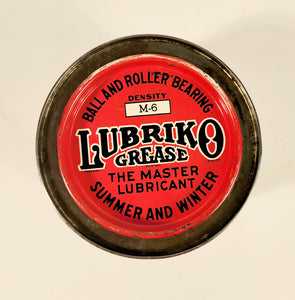 BALL AND ROLLER BEARING
DENSITY
M-6
LUBRIKO
GREASE
THE MASTER
LUBRICANT
SUMMER AND WINTER